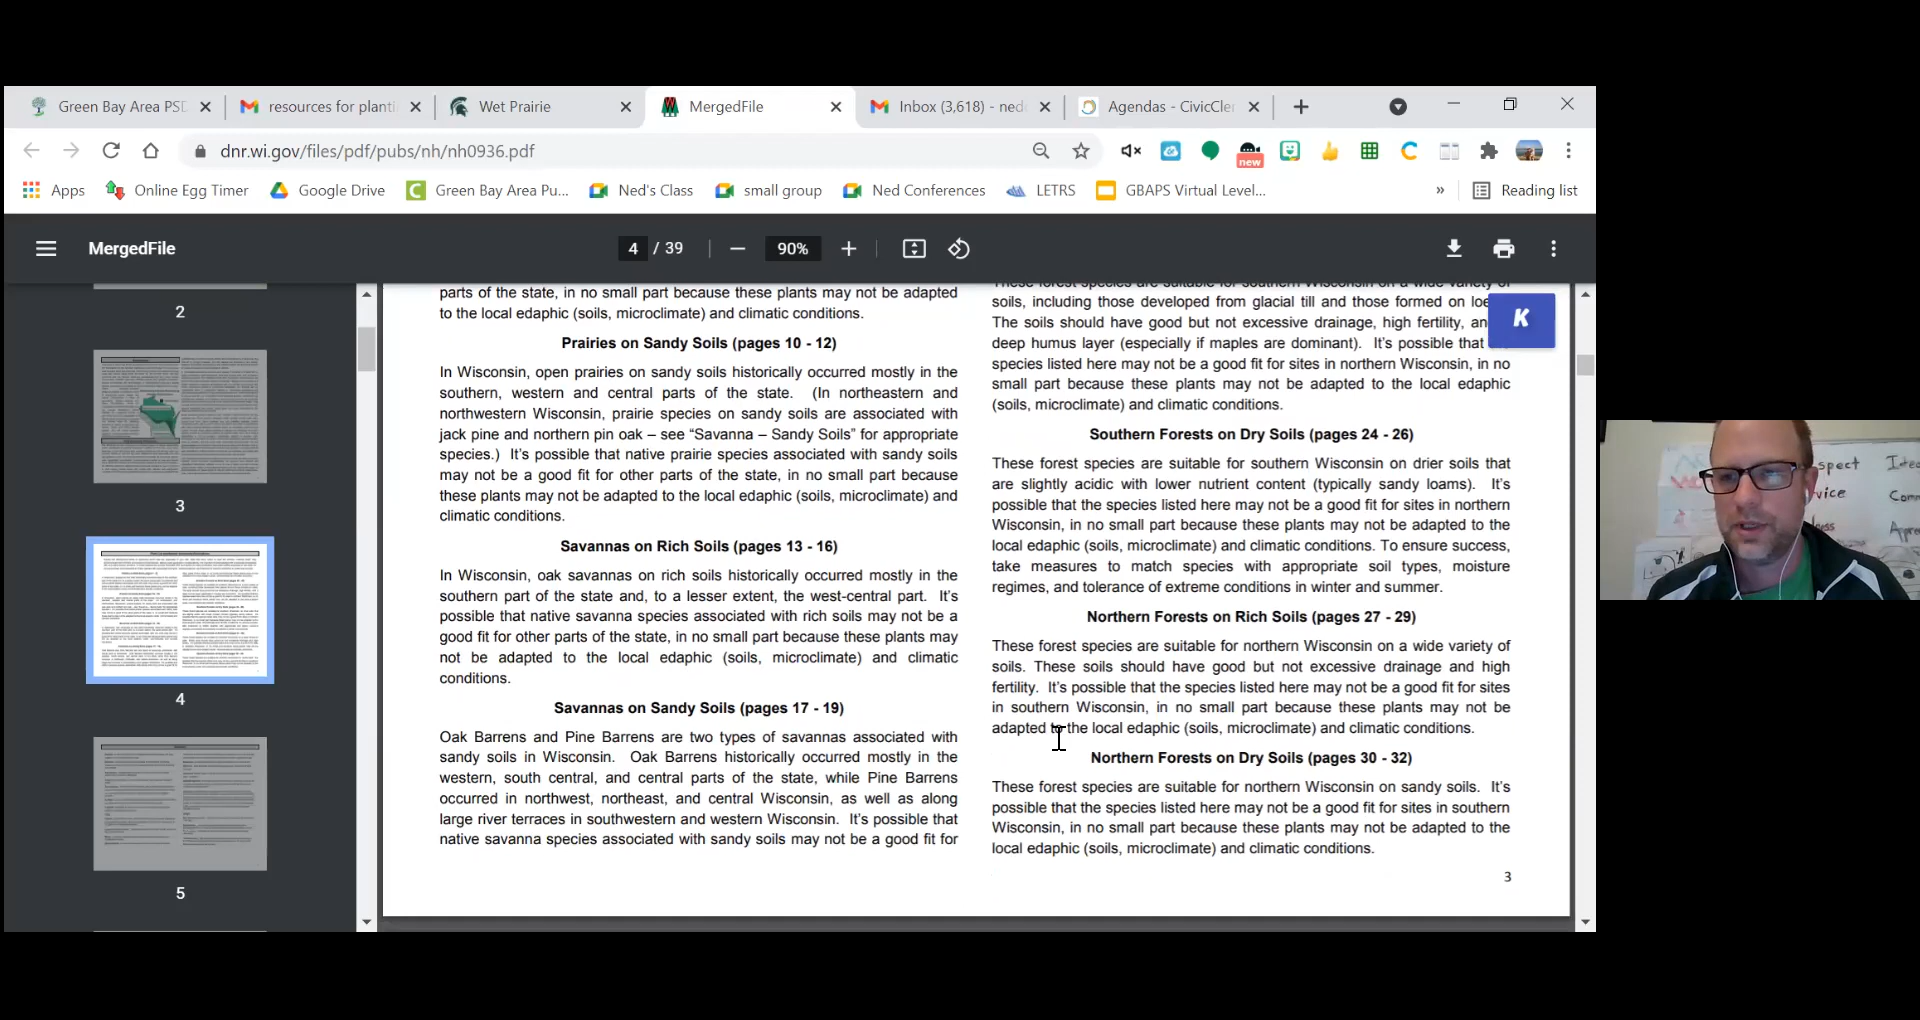 Green Bay Area PSD
resources for planti
Wet Prairie
MergedFile
Inbox (3,618) - ned
Agendas - CivicCler
dnr.wi.gov/files/pdf/pubs/nh/nh0936.pdf
new
Apps
Online Egg Timer
Google Drive
Green Bay Area Pu...
Ned's Class
small group
Ned Conferences
LETRS
GBAPS Virtual Level...
»
Reading list
MergedFile
4 / 39
90%
2
3
4
5
parts of the state, in no small part because these plants may not be adapted
to the local edaphic (soils, microclimate) and climatic conditions.
Prairies on Sandy Soils (pages 10 - 12)
In Wisconsin, open prairies on sandy soils historically occurred mostly in the
southern, western and central parts of the state. (In northeastern and
northwestern Wisconsin, prairie species on sandy soils are associated with
jack pine and northern pin oak – see “Savanna – Sandy Soils” for appropriate
species.) It’s possible that native prairie species associated with sandy soils
may not be a good fit for other parts of the state, in no small part because
these plants may not be adapted to the local edaphic (soils, microclimate) and
climatic conditions.
Savannas on Rich Soils (pages 13 - 16)
In Wisconsin, oak savannas on rich soils historically occurred mostly in the
southern part of the state and, to a lesser extent, the west-central part. It’s
possible that native savanna species associated with rich soils may not be a
good fit for other parts of the state, in no small part because these plants may
not be adapted to the local edaphic (soils, microclimate) and climatic
conditions.
Savannas on Sandy Soils (pages 17 - 19)
Oak Barrens and Pine Barrens are two types of savannas associated with
sandy soils in Wisconsin. Oak Barrens historically occurred mostly in the
western, south central, and central parts of the state, while Pine Barrens
occurred in northwest, northeast, and central Wisconsin, as well as along
large river terraces in southwestern and western Wisconsin. It’s possible that
native savanna species associated with sandy soils may not be a good fit for
These forest species are suitable for southern Wisconsin on a wide variety of
soils, including those developed from glacial till and those formed on loe
The soils should have good but not excessive drainage, high fertility, an
deep humus layer (especially if maples are dominant). It’s possible that
species listed here may not be a good fit for sites in northern Wisconsin, in no
small part because these plants may not be adapted to the local edaphic
(soils, microclimate) and climatic conditions.
Southern Forests on Dry Soils (pages 24 - 26)
These forest species are suitable for southern Wisconsin on drier soils that
are slightly acidic with lower nutrient content (typically sandy loams). It’s
possible that the species listed here may not be a good fit for sites in northern
Wisconsin, in no small part because these plants may not be adapted to the
local edaphic (soils, microclimate) and climatic conditions. To ensure success,
take measures to match species with appropriate soil types, moisture
regimes, and tolerance of extreme conditions in winter and summer.
Northern Forests on Rich Soils (pages 27 - 29)
These forest species are suitable for northern Wisconsin on a wide variety of
soils. These soils should have good but not excessive drainage and high
fertility. It’s possible that the species listed here may not be a good fit for sites
in southern Wisconsin, in no small part because these plants may not be
adapted to the local edaphic (soils, microclimate) and climatic conditions.
Northern Forests on Dry Soils (pages 30 - 32)
These forest species are suitable for northern Wisconsin on sandy soils. It’s
possible that the species listed here may not be a good fit for sites in southern
Wisconsin, in no small part because these plants may not be adapted to the
local edaphic (soils, microclimate) and climatic conditions.
3
K
spect
Inte
vice
Com
Appre